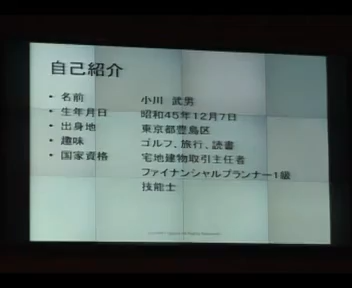 自己紹介
• 名前 小川 武男
• 生年月日 昭和45年12月7日
• 出身地 東京都豊島区
• 趣味 ゴルフ、旅行、読書
• 国家資格 宅地建物取引主任者
ファイナンシャルプランナー1級
技能士